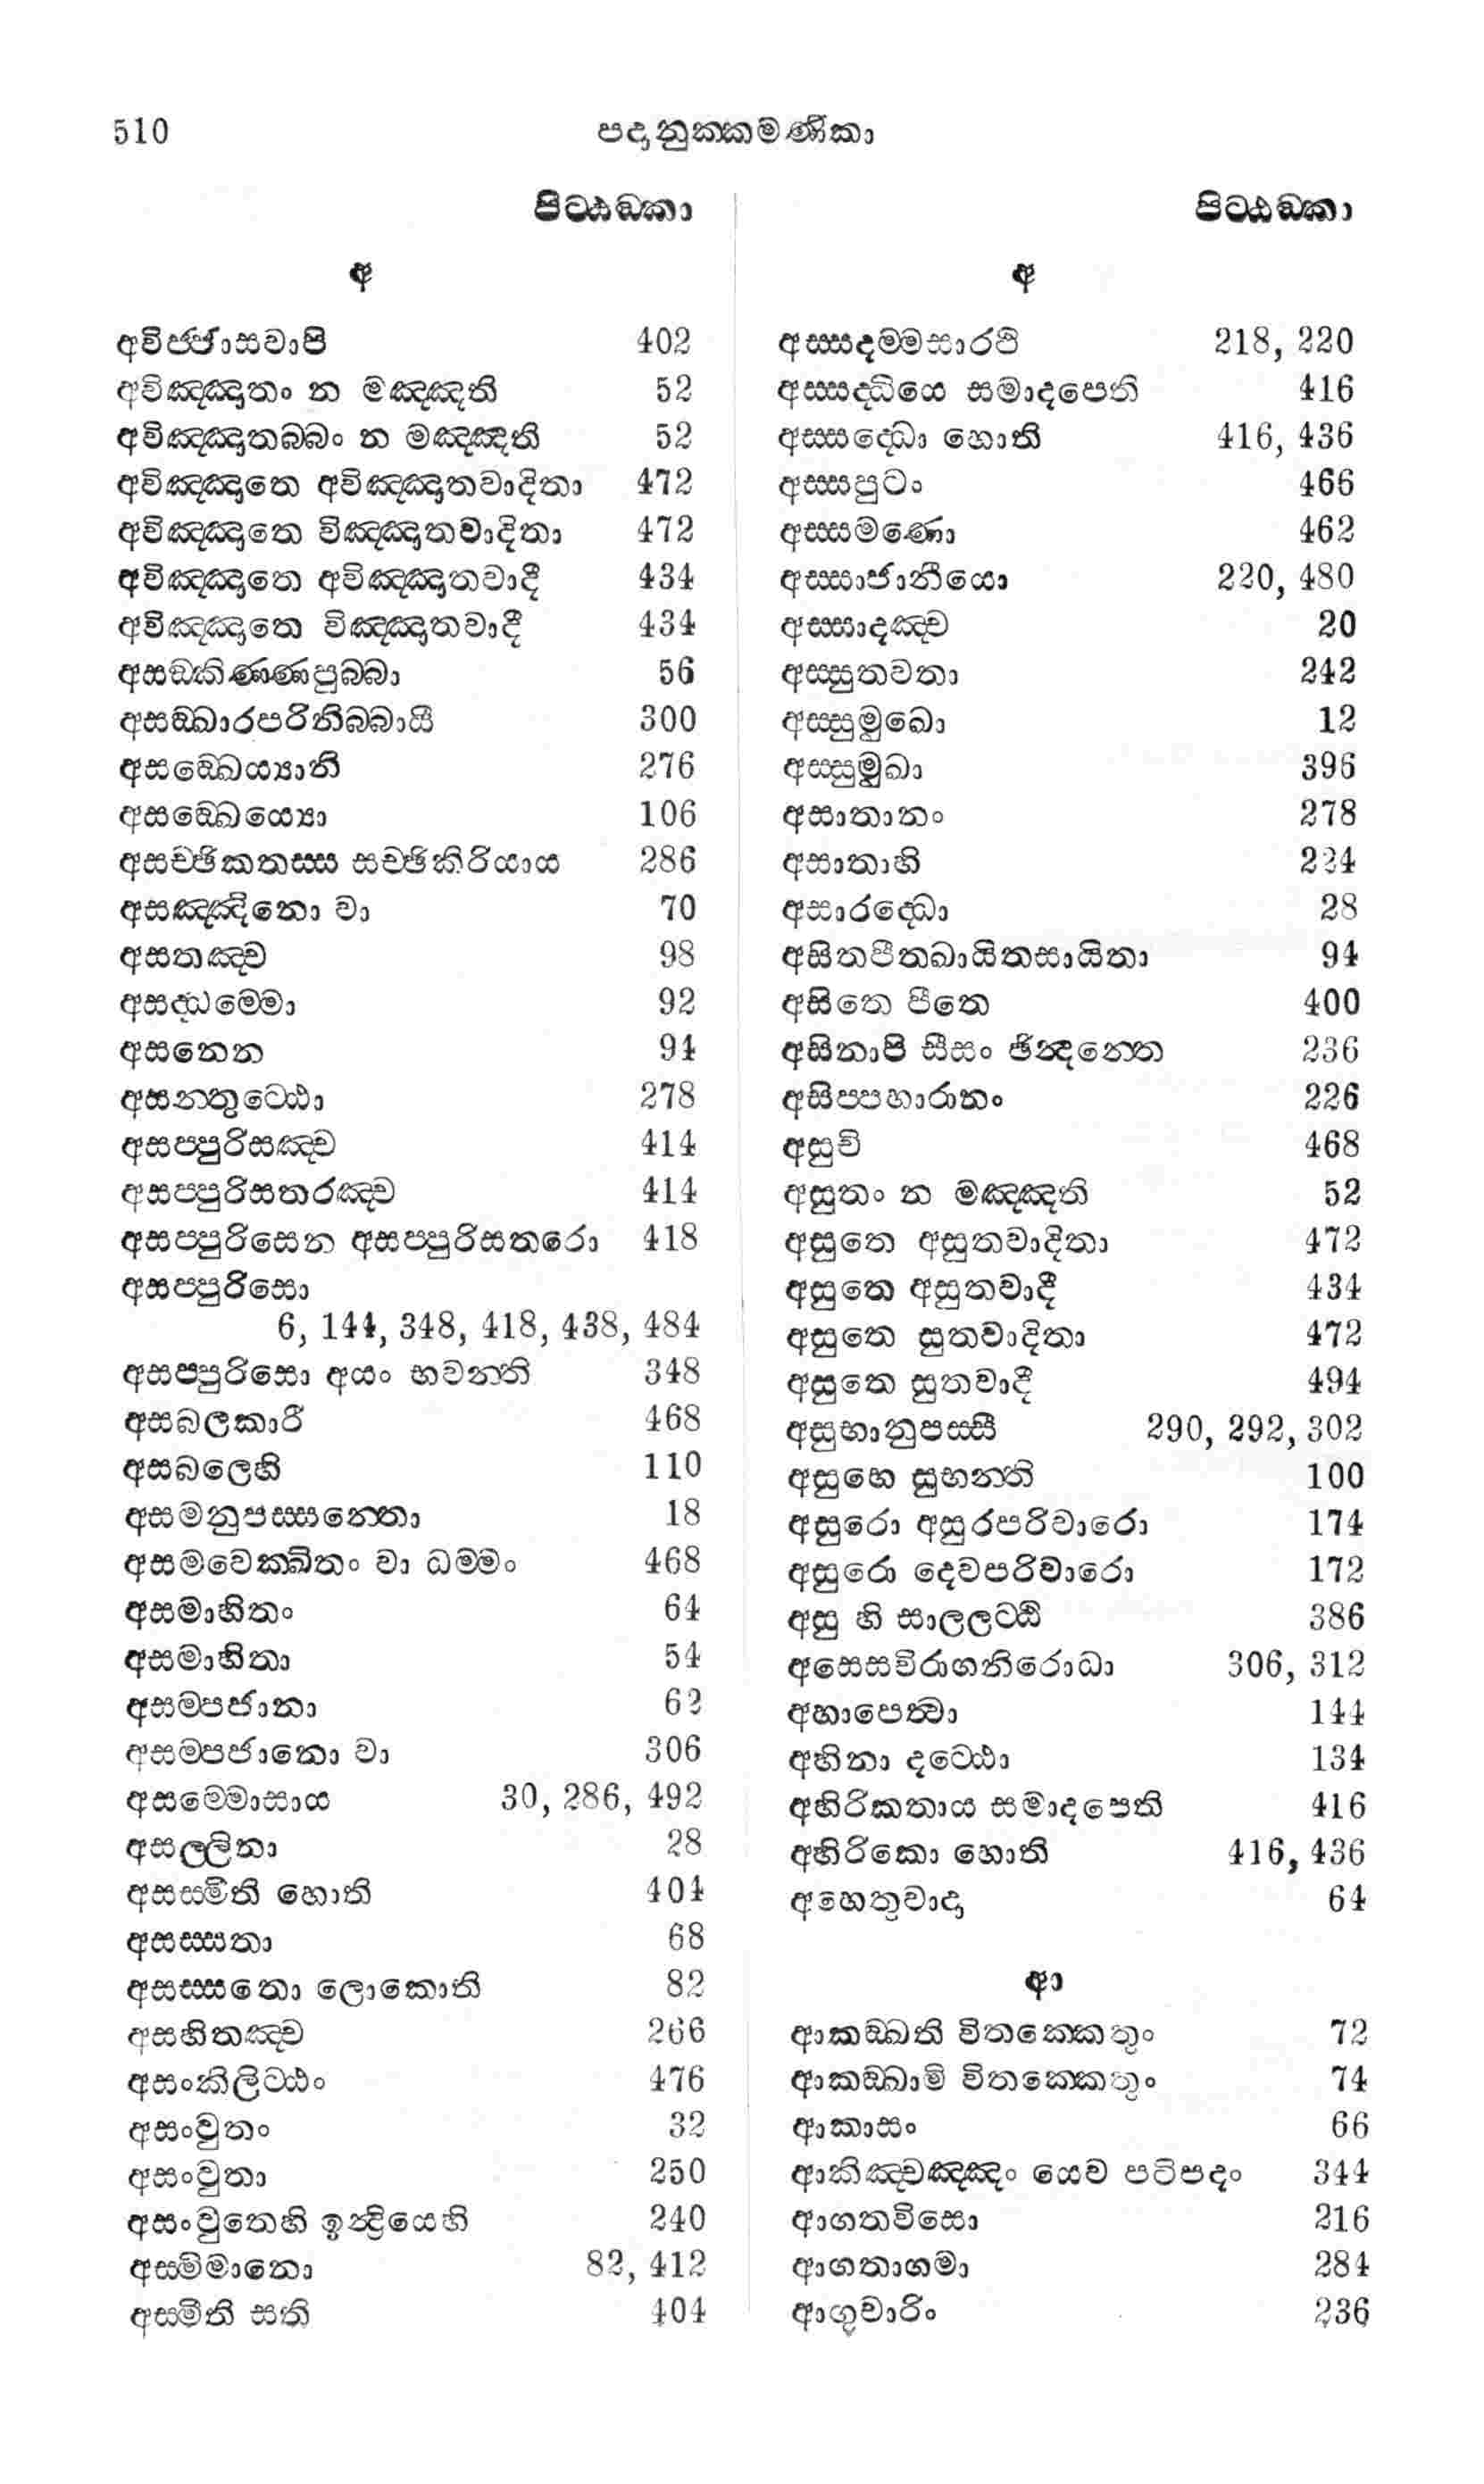 510 පදානුක්කමණිකා
පිට්ඨඞ්කා
අ
අවිජ්ජාසවාපි 402
අවිඤ්ඤාතං න මඤ්ඤති 52
අවිඤ්ඤාතබ්බං න මඤ්ඤති 52
අවිඤ්ඤාතෙ අවිඤ්ඤාතවාදිතා 472
අවිඤ්ඤාතෙ විඤ්ඤාතවාදිතා 472
අවිඤ්ඤාතෙ අවිඤ්ඤාතවාදී 434
අවිඤ්ඤාතෙ විඤ්ඤාතවාදී 434
අසඞ්කිණ්ණපුබ්බා 56
අසඞ්ඛාරපරිනිබ්බායී 300
අසඞ්ඛෙය්‍යානි 276
අසඞ්ඛෙය්‍යො 106
අසච්ඡිකතස්ස සච්ඡිකිරියාය 286
අසඤ්ඤිනො වා 70
අසතඤ්ච 98
අසද්ධම්මො 92
අසනෙන 94
අසන්තුට්ඨො 278
අසප්පුරිසඤ්ච 414
අසප්පුරිසතරඤ්ච 414
අසප්පුරිසෙන අසප්පුරිසතරො 418
අසප්පුරිසො
6, 144, 348, 418, 438, 484
අසප්පුරිසො අයං භවන්ති 348
අසබලකාරී 468
අසබලෙහි 110
අසමනුපස්සන්තො 18
අසමවෙක්ඛිතං වා ධම්මං 468
අසමාහිතං 64
අසමාහිතා 54
අසම්පජානා 62
අසම්පජානො වා 306
අසම්මොසාය 30, 286, 492
අසල්ලිනා 28
අසස්මීති හොති 404
අසස්සතා 68
අසස්සතො ලොකොති 82
අසහිතඤ්ච 266
අසංකිලිට්ඨං 476
අසංවුතං 32
අසංවුතා 250
අසංවුතෙහි ඉන්‍ද්‍රියෙහි 240
අස්මිමානො 82, 412
අස්මීති සති 404
පිට්ඨඞ්කා
අ
අස්සදම්මසාරථි 218, 220
අස්සද්ධියෙ සමාදපෙති 416
අස්සද්ධො හොති 416, 436
අස්සපුටං 466
අස්සමණො 462
අස්සාජානීයො 220, 480
අස්සාදඤ්ච 20
අස්සුතවතා 242
අස්සුමුඛො 12
අස්සුමුඛා 396
අසාතානං 278
අසාතාහි 224
අසාරද්ධො 28
අසිතපීතඛායිතසායිතා 94
අසිතෙ පීතෙ 400
අසිනාපි සීසං ඡින්දන්තෙ 236
අසිප්පහාරානං 226
අසුචි 468
අසුතං න මඤ්ඤති 52
අසුතෙ අසුතවාදිතා 472
අසුතෙ අසුතවාදී 434
අසුතෙ සුතවාදිතා 472
අසුතෙ සුතවාදී 494
අසුභානුපස්සී 290, 292, 302
අසුභෙ සුභන්ති 100
අසුරො අසුරපරිවාරො 174
අසුරො දෙවපරිවාරො 172
අසු හි සාලලට්ඨි 386
අසෙසවිරාගනිරොධා 306, 312
අහාපෙත්‍වා 144
අහිනා දට්ඨො 134
අහිරිකතාය සමාදපෙති 416
අහිරිකො හොති 416, 436
අහෙතුවාදා 64
ආ
ආකඞ්ඛති විතක්කෙතුං 72
ආකඞ්ඛාමි විතක්කෙතුං 74
ආකාසං 66
ආකිඤ්චඤ්ඤං යෙව පටිපදං 344
ආගතවිසො 216
ආගතාගමා 284
ආගුචාරිං 236